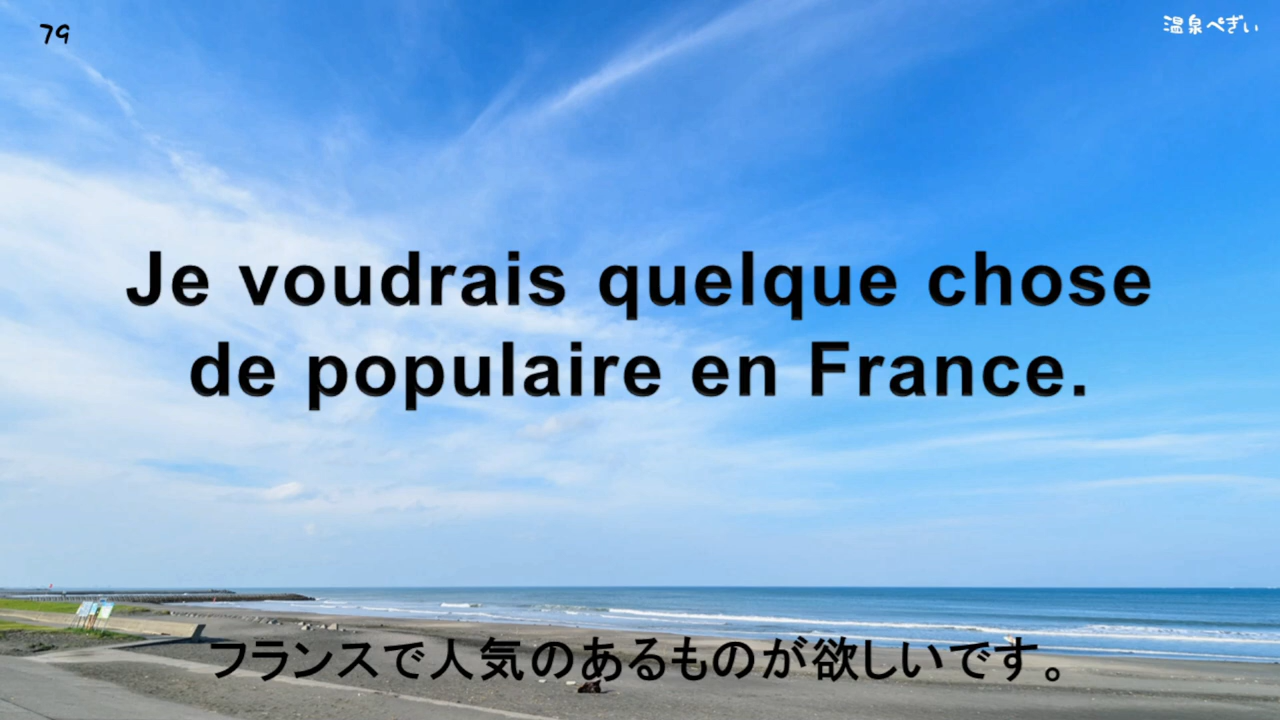 79
温泉ぺぎぃ
Je voudrais quelque chose
de populaire en France.
フランスで人気のあるものが欲しいです。